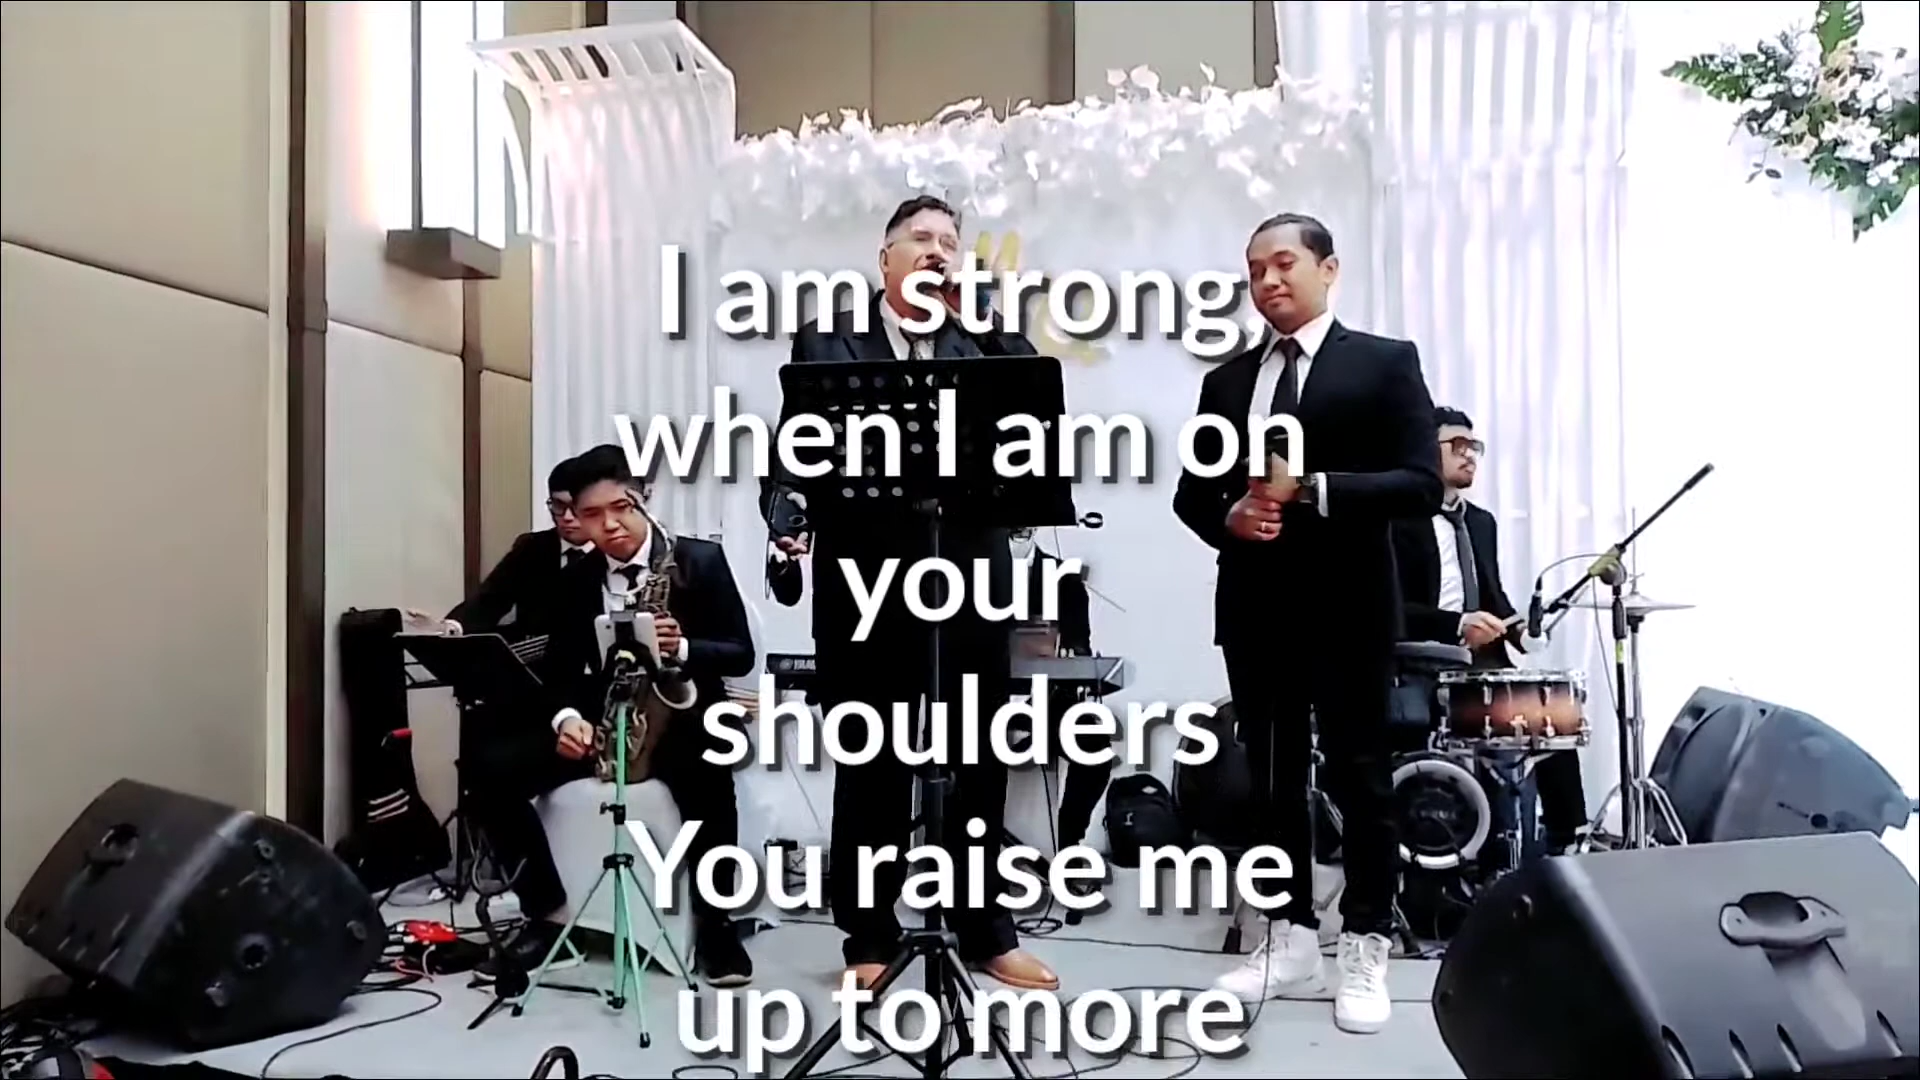 I am strong,
when I am on
your
shoulders
You raise me
up to more